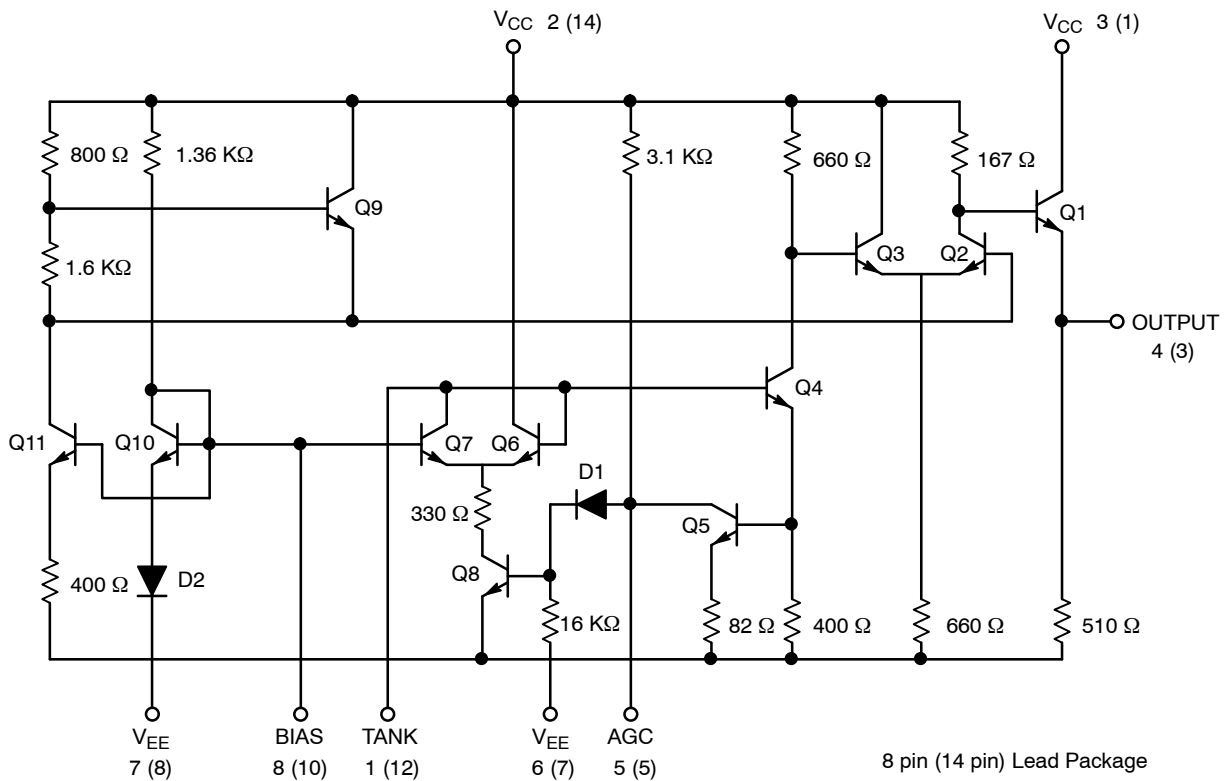 VCC 2 (14)
VCC 3 (1)
800 Ω
1.36 KΩ
3.1 KΩ
660 Ω
167 Ω
Q9
Q1
1.6 KΩ
Q3
Q2
OUTPUT
4 (3)
Q4
Q11
Q10
Q7
Q6
D1
330 Ω
Q5
Q8
400 Ω
D2
16 KΩ
82 Ω
400 Ω
660 Ω
510 Ω
VEE
7 (8)
BIAS
8 (10)
TANK
1 (12)
VEE
6 (7)
AGC
5 (5)
8 pin (14 pin) Lead Package